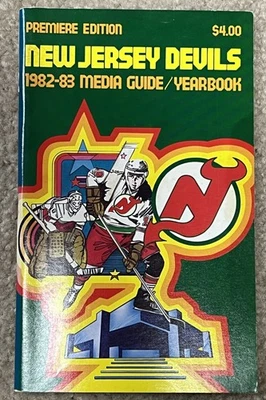 PREMIERE EDITION $4.00
NEW JERSEY DEVILS
1982-83 MEDIA GUIDE/YEARBOOK